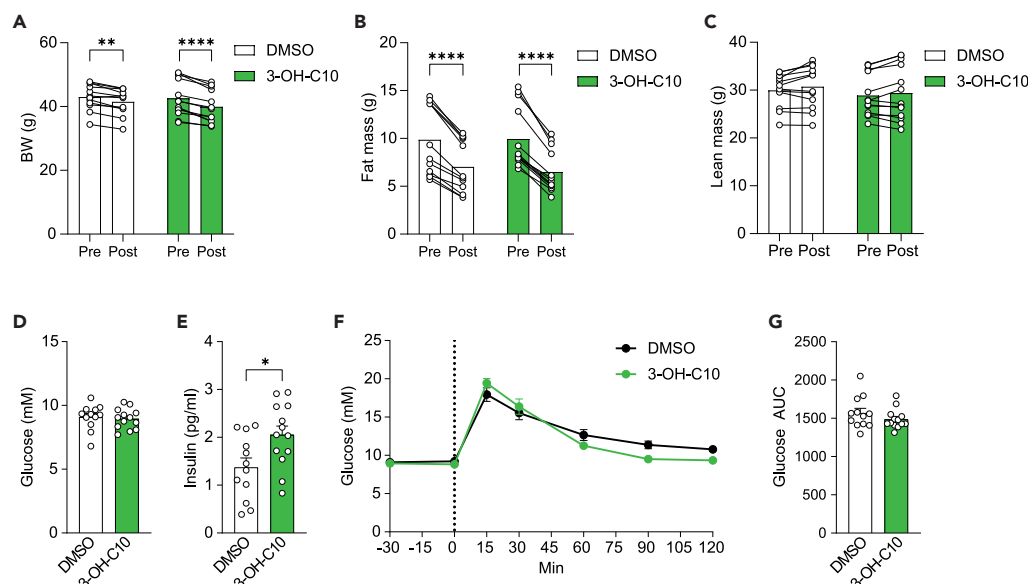 A
BW (g)
60
40
20
0
** ****
Pre Post Pre Post
DMSO
3-OH-C10
B
Fat mass (g)
20
15
10
5
0
**** ****
Pre Post Pre Post
DMSO
3-OH-C10
C
Lean mass (g)
40
30
20
10
0
Pre Post Pre Post
DMSO
3-OH-C10
D
Glucose (mM)
15
10
5
0
DMSO
3-OH-C10
E
Insulin (pg/ml)
4
3
2
1
0
*
DMSO
3-OH-C10
F
Glucose (mM)
25
20
15
10
5
0
-30 -15 0 15 30 45 60 75 90 105 120
Min
DMSO
3-OH-C10
G
Glucose AUC
2500
2000
1500
1000
500
0
DMSO
3-OH-C10